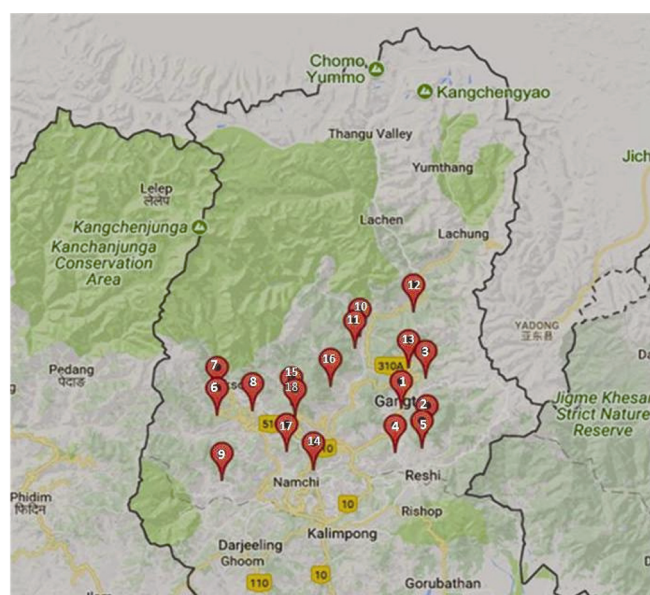 Chomo
Yummo
Kangchengyao
Thangu Valley
Jich
Yumthang
Lelep
लेलेप
Lachen
Kangchenjunga
Lachung
Kanchanjunga
Conservation
Area
12
10
11
YADONG
亚东县
13
3
16
310A
7
15
Pedang
पेदाङ
6
8
18
1
Gangt
2
Jigme Khesar
Strict Nature
Reserve
17
4
5
14
9
Namchi
Reshi
Phidim
फिदिम
10
Rishop
Kalimpong
Darjeeling
Ghoom
10
110
Gorubathan